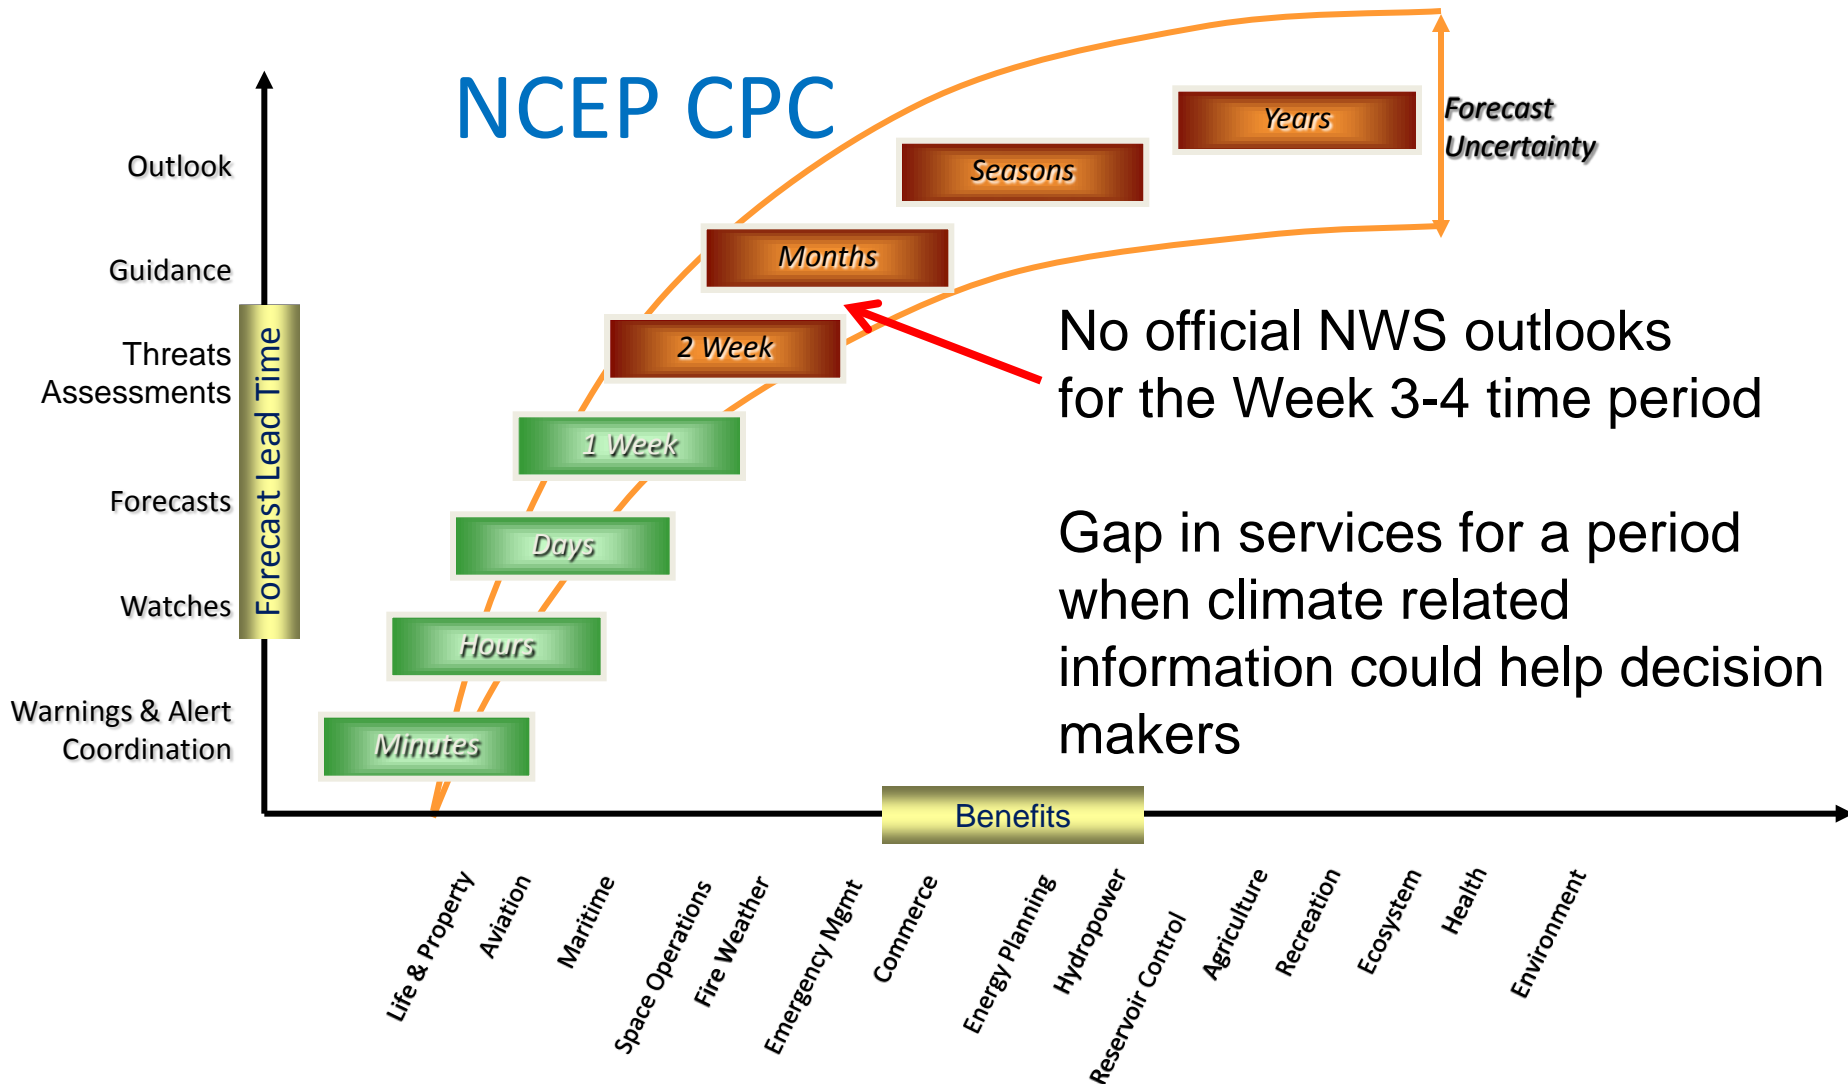 NCEP CPC
Years
Forecast
Uncertainty
Seasons
Outlook
Months
Guidance
No official NWS outlooks
for the Week 3-4 time period
2 Week
Threats
Assessments
Forecast Lead Time
1 Week
Forecasts
Gap in services for a period
when climate related
information could help decision
makers
Days
Watches
Hours
Warnings & Alert
Coordination
Minutes
Benefits
Life & Property
Aviation
Maritime
Space Operations
Fire Weather
Emergency Mgmt
Commerce
Energy Planning
Hydropower
Reservoir Control
Agriculture
Recreation
Ecosystem
Health
Environment